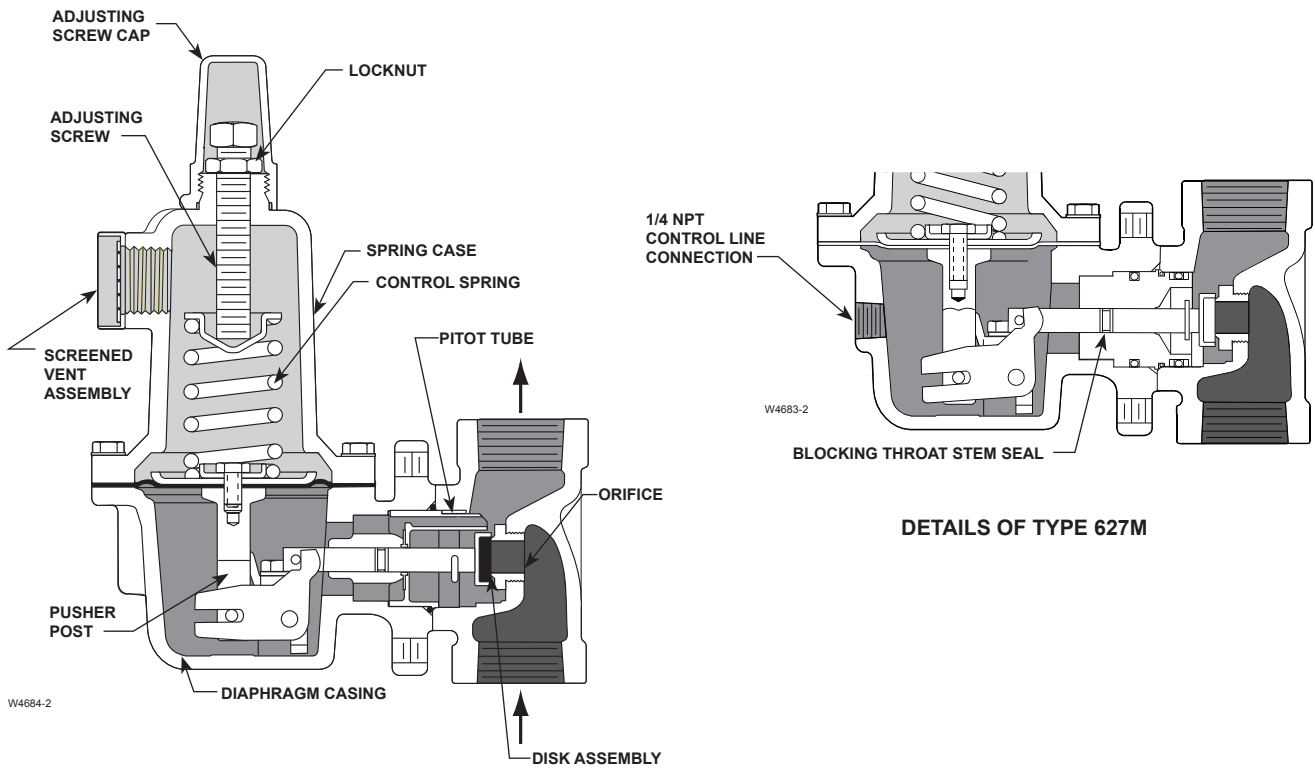 ADJUSTING
SCREW CAP
LOCKNUT
ADJUSTING
SCREW
SPRING CASE
CONTROL SPRING
SCREENED
VENT
ASSEMBLY
PITOT TUBE
ORIFICE
PUSHER
POST
DIAPHRAGM CASING
W4684-2
DISK ASSEMBLY
1/4 NPT
CONTROL LINE
CONNECTION
W4683-2
BLOCKING THROAT STEM SEAL
DETAILS OF TYPE 627M